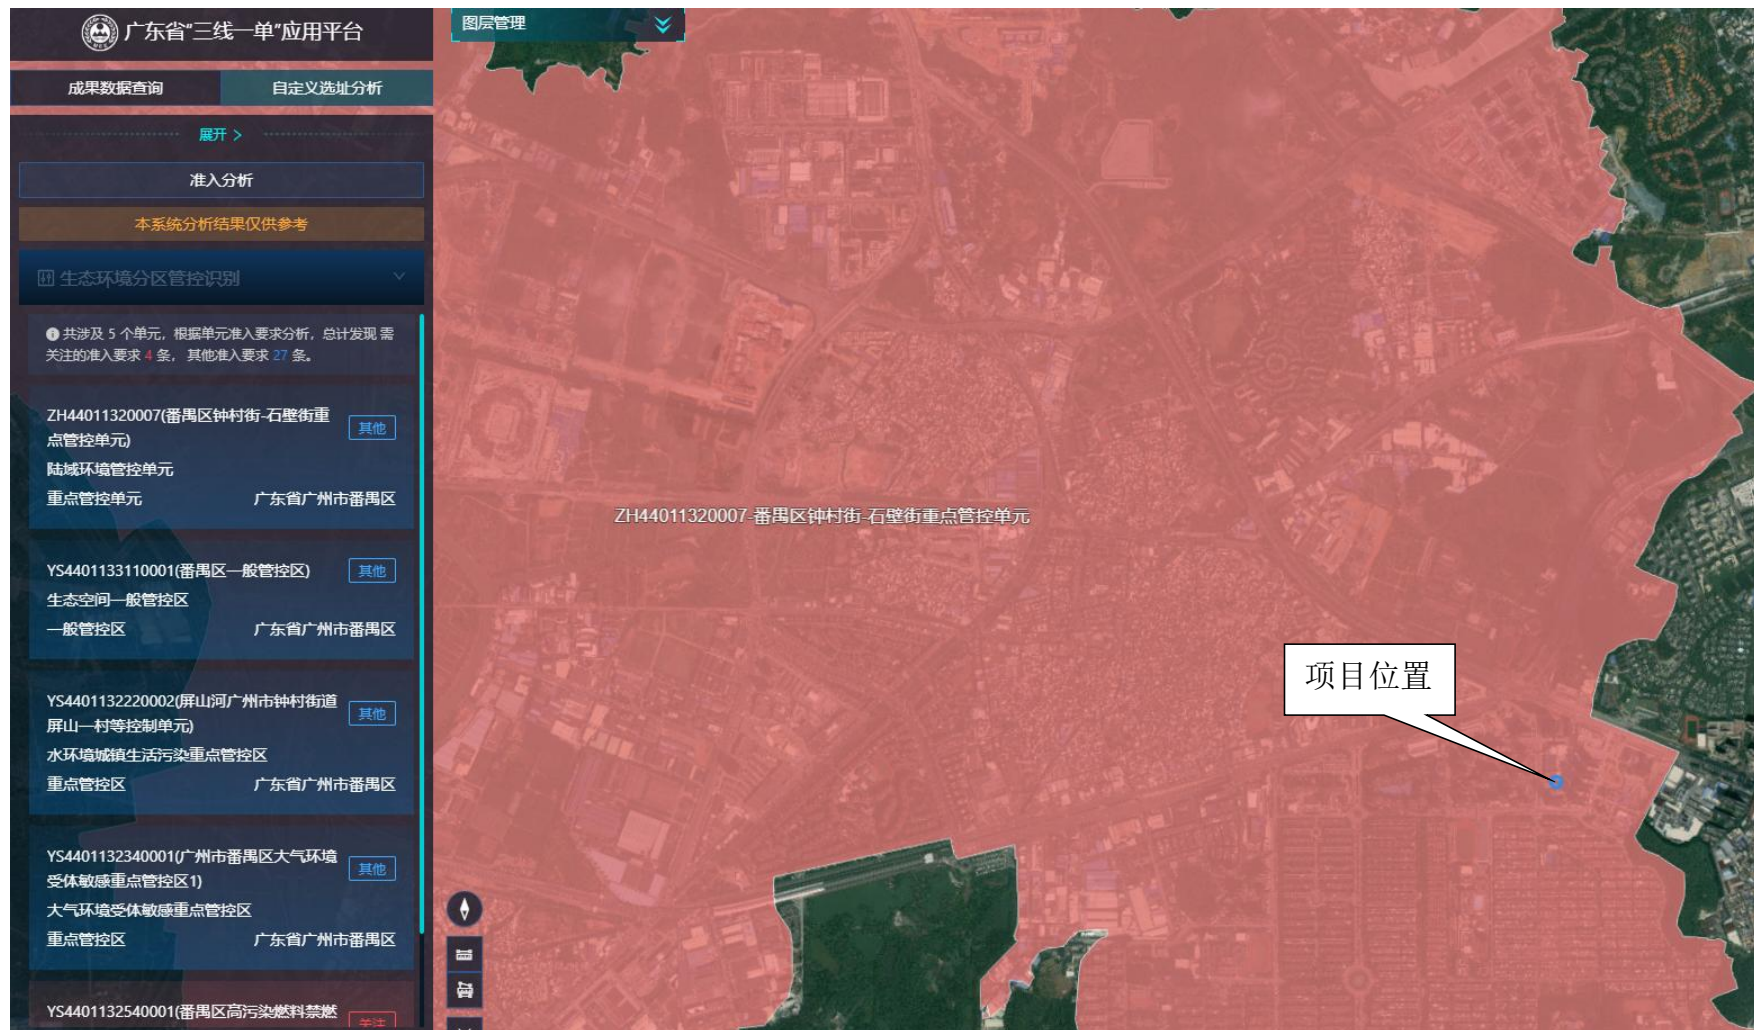 广东省"三线一单"应用平台
图层管理
成果数据查询
自定义选址分析
展开 >
准入分析
本系统分析结果仅供参考
生态环境分区管控识别
共涉及 5 个单元，根据单元准入要求分析，总计发现 需
关注的准入要求 4 条， 其他准入要求 27 条。
ZH44011320007(番禺区钟村街-石壁街重
点管控单元)
其他
陆域环境管控单元
重点管控单元 广东省广州市番禺区
YS4401133110001(番禺区一般管控区)
其他
生态空间一般管控区
一般管控区 广东省广州市番禺区
YS4401132220002(屏山河广州市钟村街道
屏山一村等控制单元)
其他
水环境城镇生活污染重点管控区
重点管控区 广东省广州市番禺区
YS4401132340001(广州市番禺区大气环境
受体敏感重点管控区1)
其他
大气环境受体敏感重点管控区
重点管控区 广东省广州市番禺区
YS4401132540001(番禺区高污染燃料禁燃
关注
ZH44011320007-番禺区钟村街-石壁街重点管控单元
项目位置